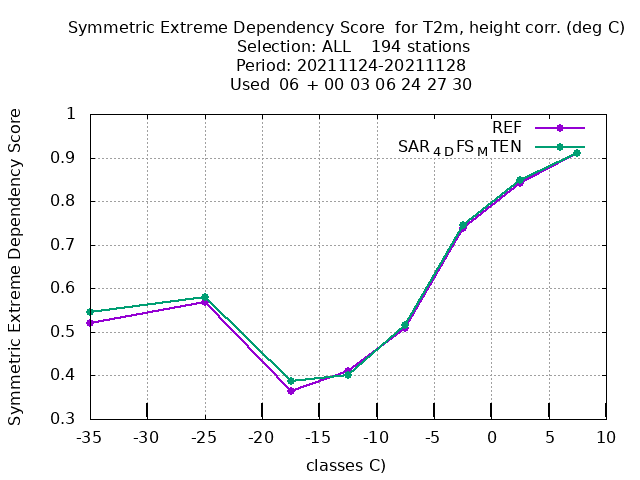 Symmetric Extreme Dependency Score for T2m, height corr. (deg C)
Selection: ALL 194 stations
Period: 20211124-20211128
Used 06 + 00 03 06 24 27 30
Symmetric Extreme Dependency Score
1
0.9
0.8
0.7
0.6
0.5
0.4
0.3
REF
SAR4DFSMTEN
-35 -30 -25 -20 -15 -10 -5 0 5 10
classes C)